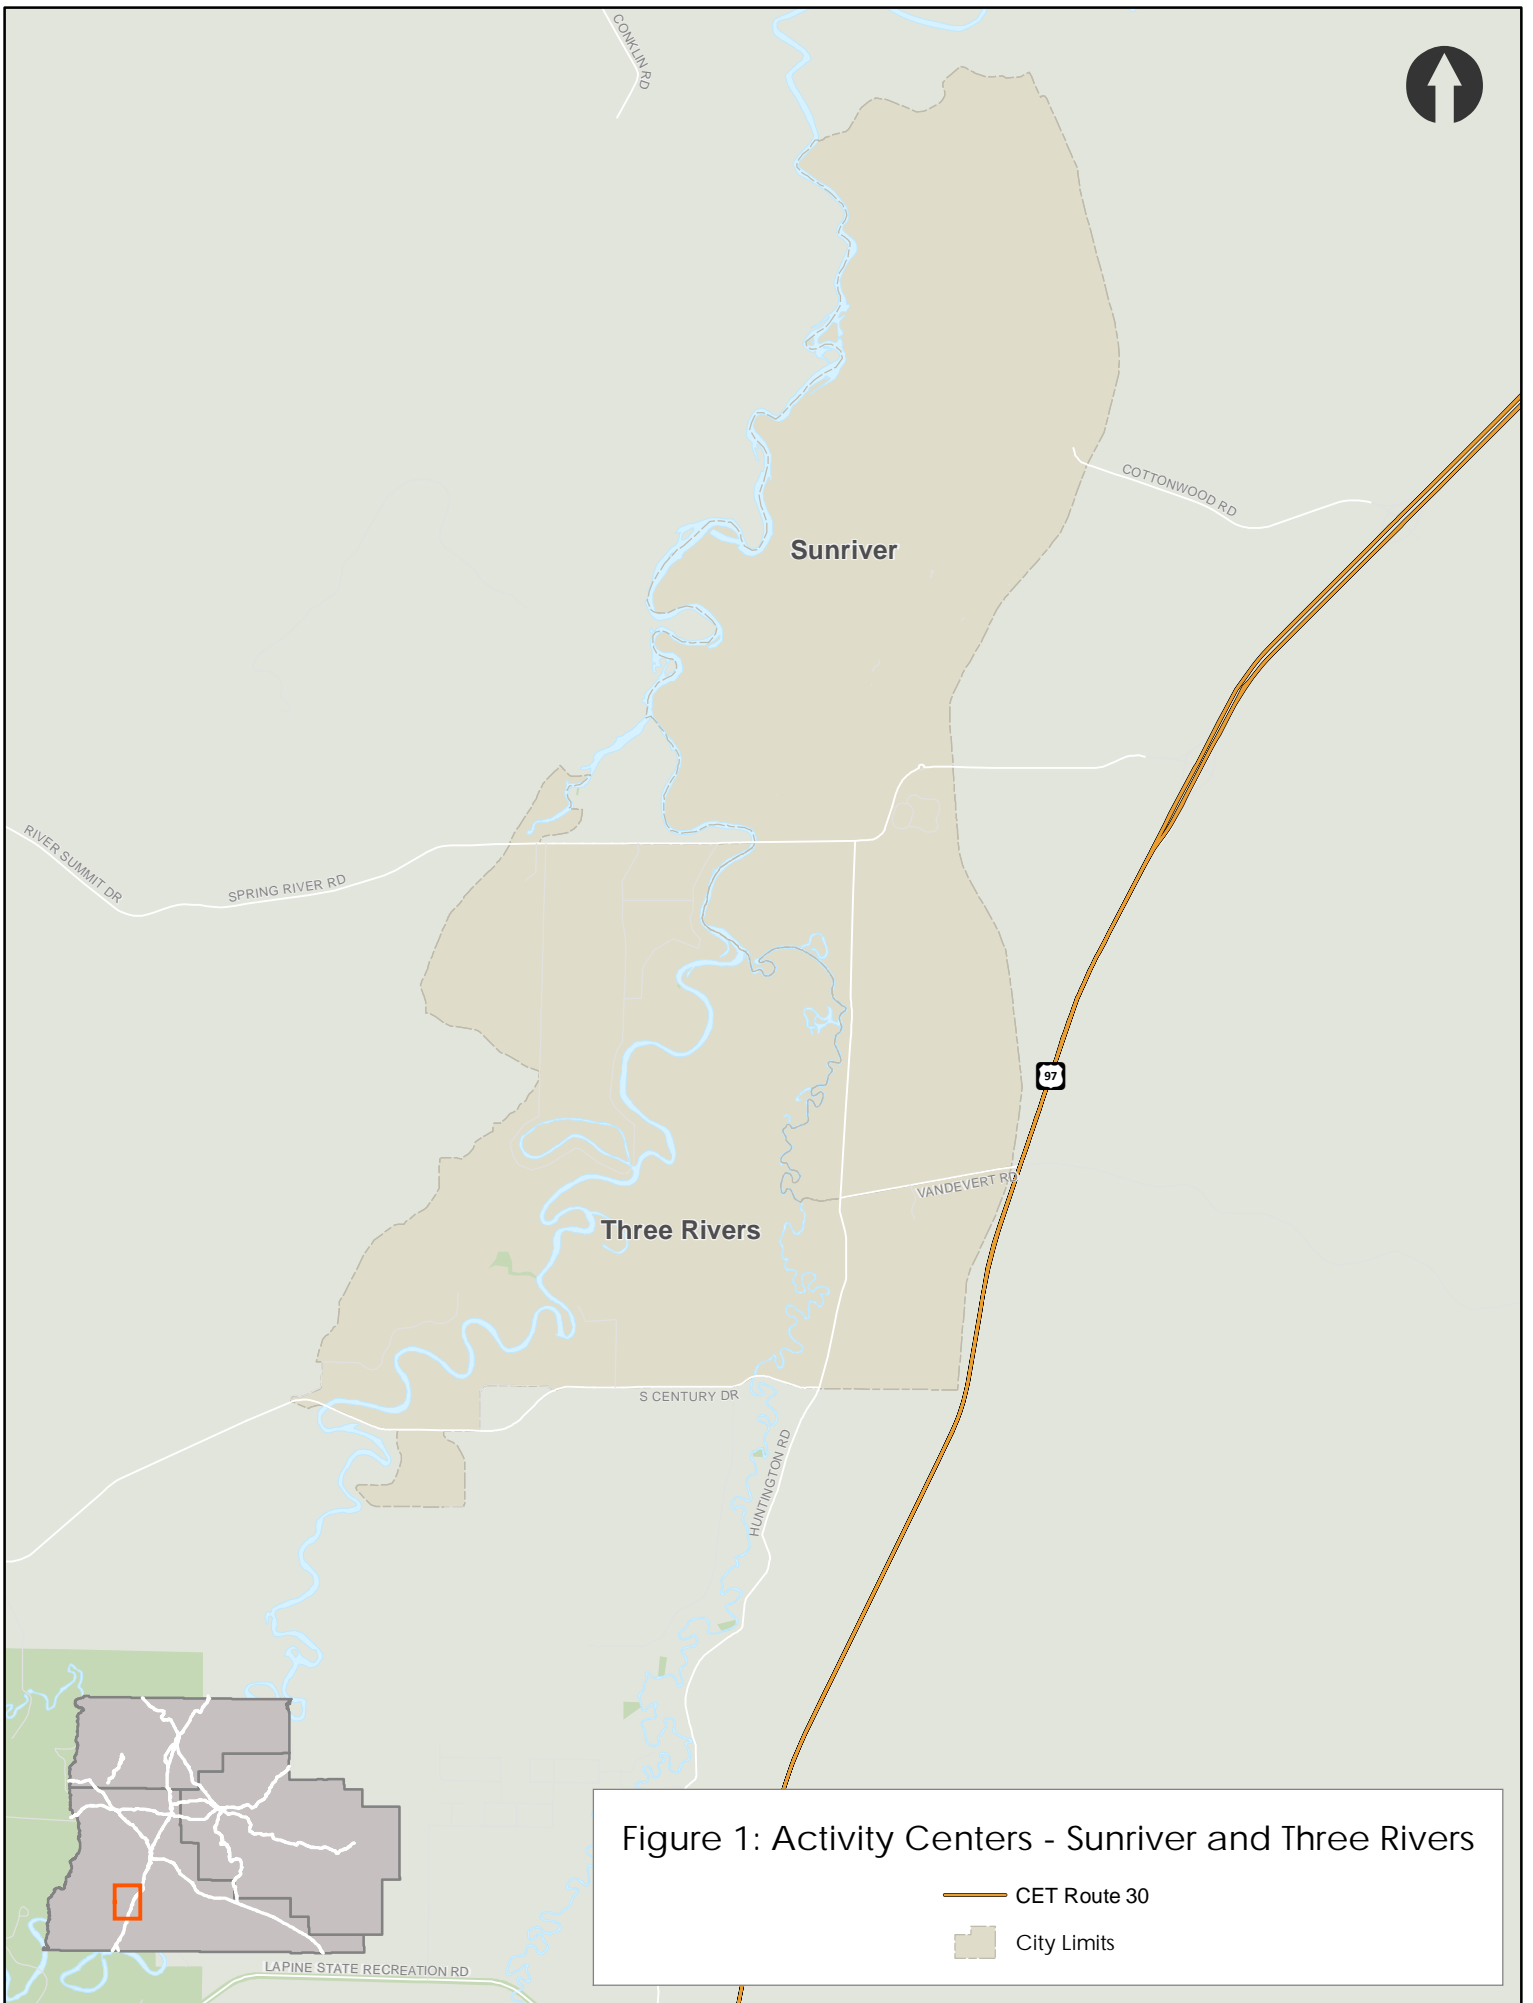 CONKLIN RD
COTTONWOOD RD
Sunriver
RIVER SUMMIT DR
SPRING RIVER RD
97
VANDEVERT RD
Three Rivers
S CENTURY DR
HUNTINGTON RD
Figure 1: Activity Centers - Sunriver and Three Rivers
CET Route 30
City Limits
LAPINE STATE RECREATION RD